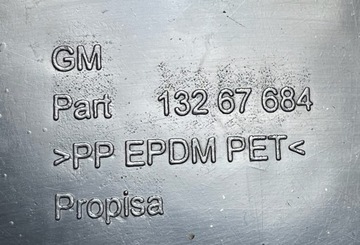 GM
Part 132 67 684
>PP EPDM PET<
Propisa